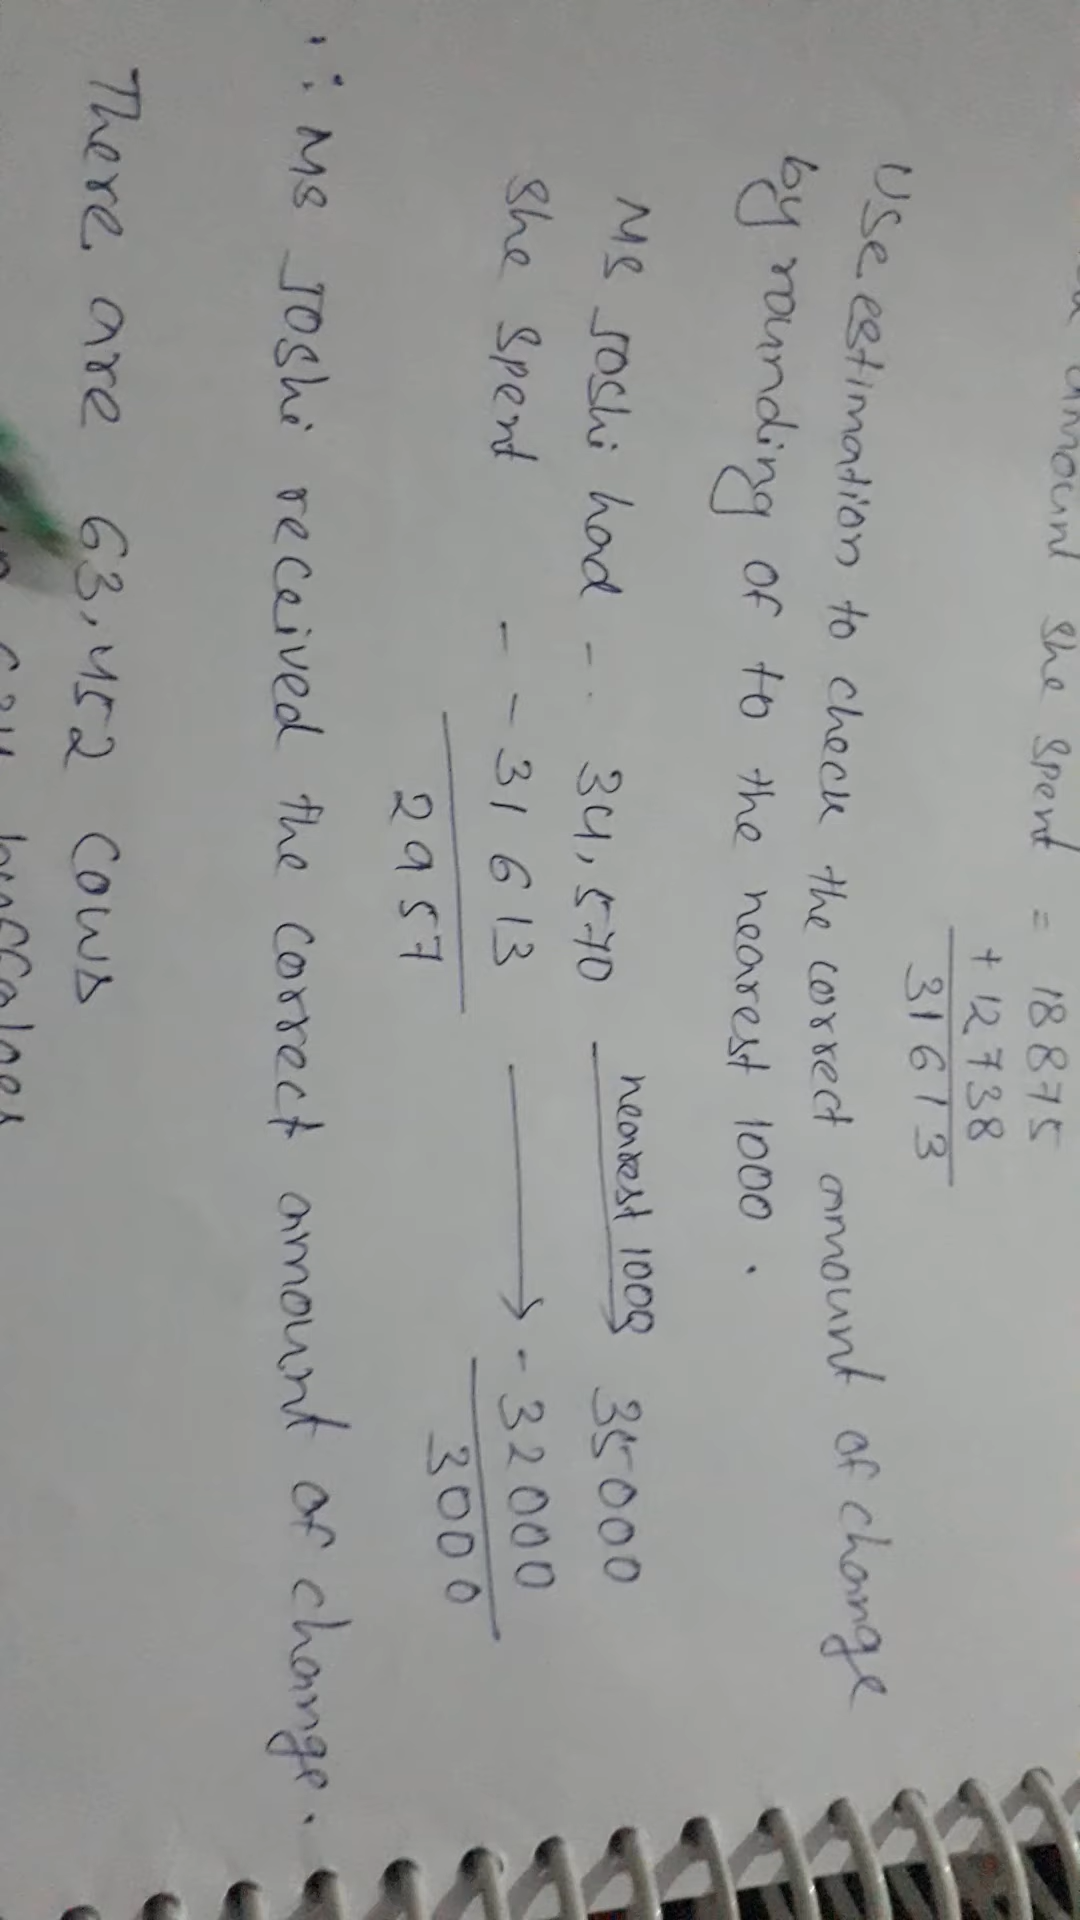 amount she spent = 18875
+ 12738
31613
Use estimation to check the correct amount of change
by rounding of to the nearest 1000.
Ms Joshi had - 34,570 nearest 1000 35000
She spent - - 31613 → - 32000
2957 3000
∴ Ms Joshi received the correct amount of change.
There are 63,452 cows